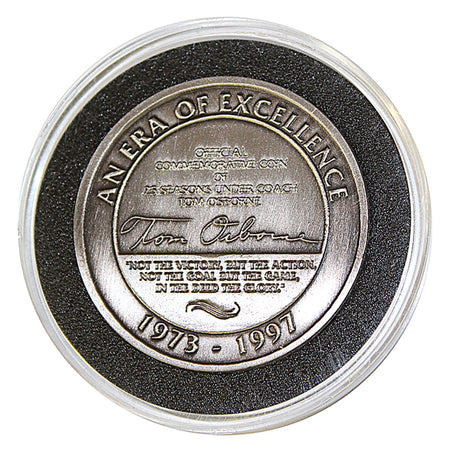 AN ERA OF EXCELLENCE
OFFICIAL
COMMEMORATIVE COIN
OF
25 SEASONS UNDER COACH
TOM OSBORNE
Tom Osborne
"NOT THE VICTORY, BUT THE ACTION,
NOT THE GOAL BUT THE GAME,
IN THE DEED THE GLORY."
1973 - 1997